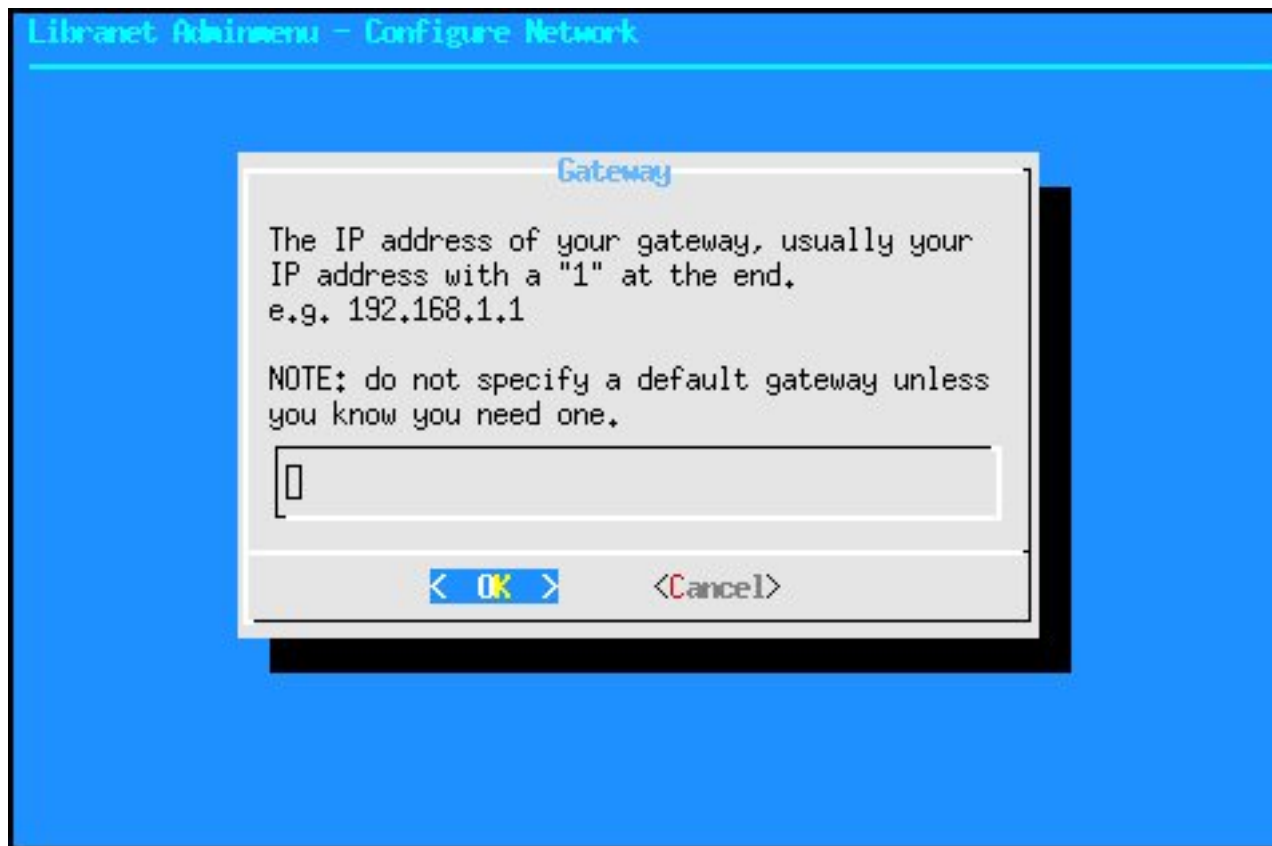 Libranet Adminmenu - Configure Network
Gateway
The IP address of your gateway, usually your
IP address with a "1" at the end.
e.g. 192.168.1.1
NOTE: do not specify a default gateway unless
you know you need one.
< OK > <Cancel>